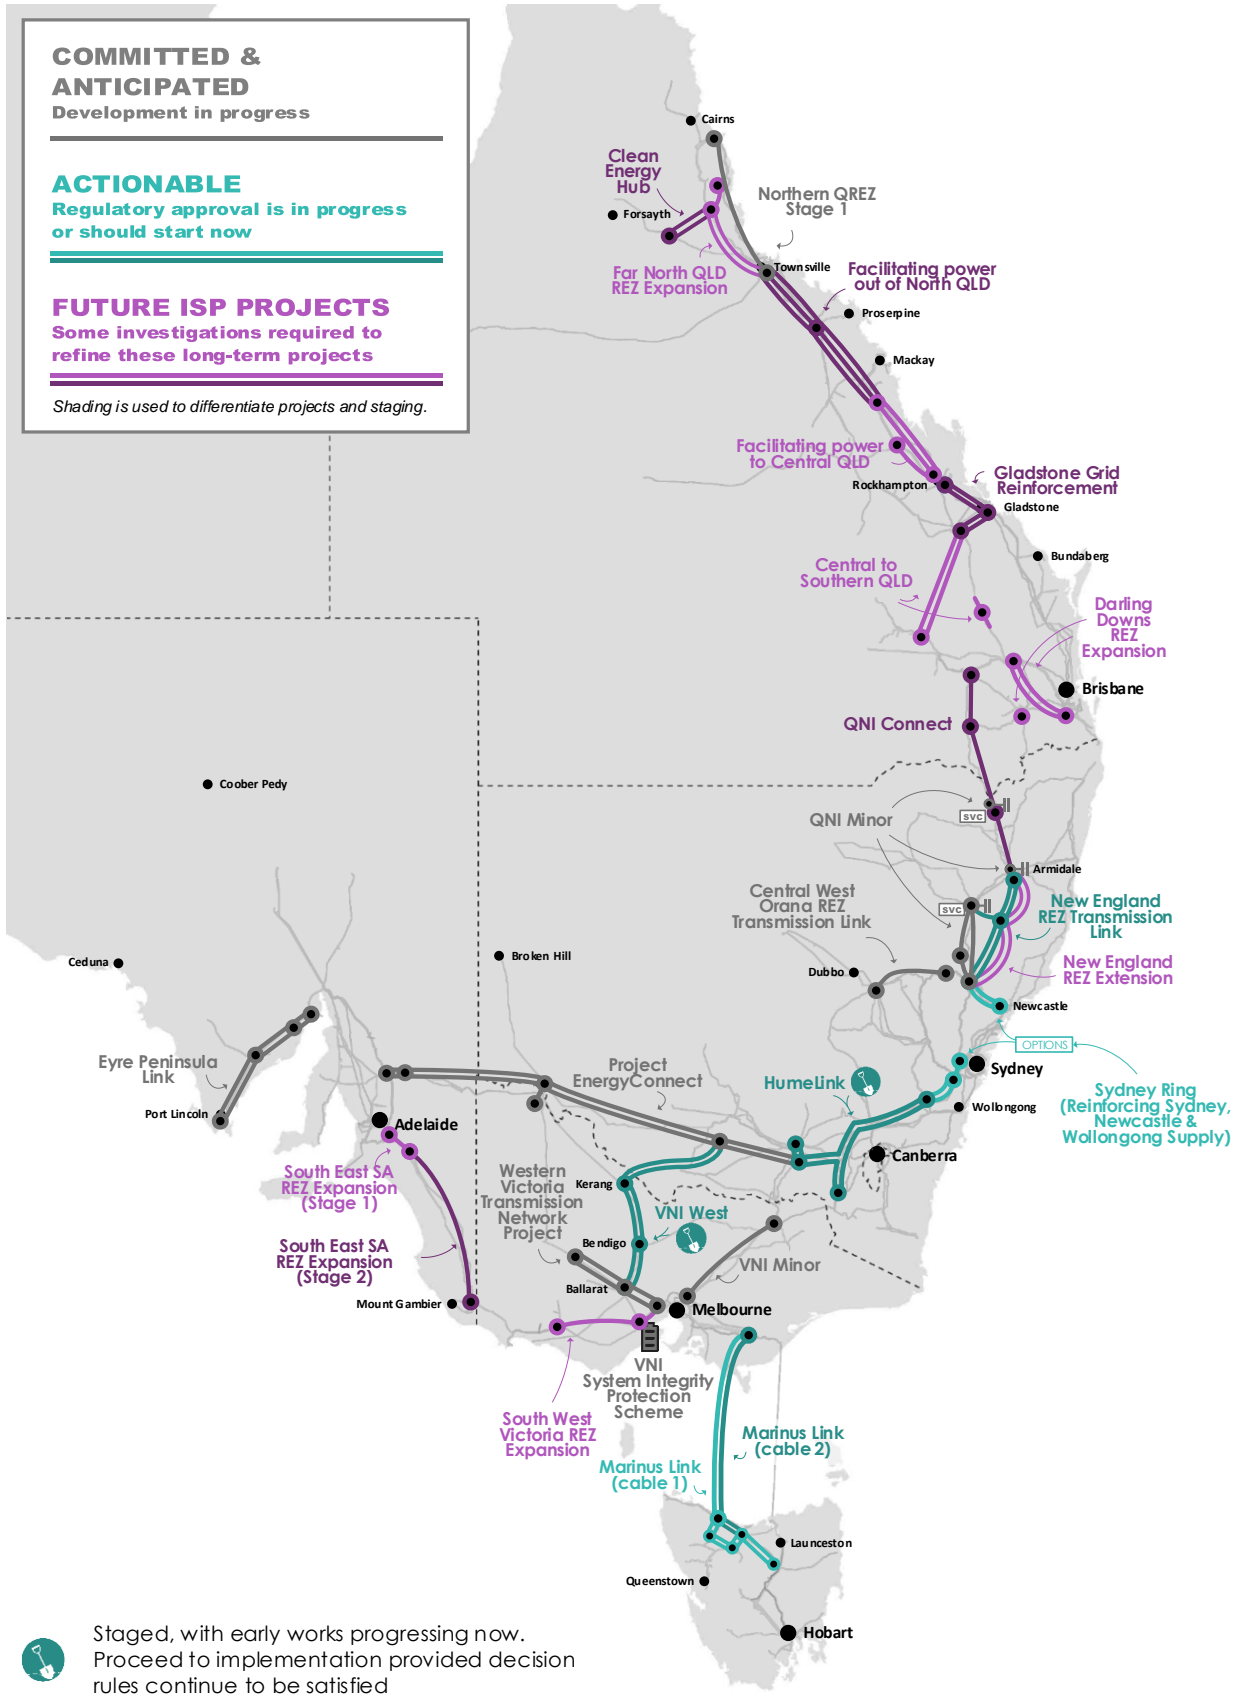 COMMITTED &
ANTICIPATED
Development in progress
ACTIONABLE
Regulatory approval is in progress
or should start now
FUTURE ISP PROJECTS
Some investigations required to
refine these long-term projects
Shading is used to differentiate projects and staging.
Cairns
Clean
Energy
Hub
Forsayth
Northern QREZ
Stage 1
Far North QLD
REZ Expansion
Townsville
Facilitating power
out of North QLD
Proserpine
Mackay
Facilitating power
to Central QLD
Rockhampton
Gladstone Grid
Reinforcement
Gladstone
Bundaberg
Central to
Southern QLD
Darling
Downs
REZ
Expansion
Brisbane
QNI Connect
Coober Pedy
QNI Minor
svc
Armidale
Central West
Orana REZ
Transmission Link
svc
New England
REZ Transmission
Link
New England
REZ Extension
Ceduna
Broken Hill
Dubbo
Newcastle
OPTIONS
Sydney
Eyre Peninsula
Link
Project
EnergyConnect
HumeLink
Sydney Ring
(Reinforcing Sydney,
Newcastle &
Wollongong Supply)
Port Lincoln
Wollongong
Adelaide
Canberra
South East SA
REZ Expansion
(Stage 1)
Western
Victoria
Transmission
Network
Project
Kerang
VNI West
Bendigo
South East SA
REZ Expansion
(Stage 2)
VNI Minor
Ballarat
Mount Gambier
Melbourne
VNI
System Integrity
Protection
Scheme
South West
Victoria REZ
Expansion
Marinus Link
(cable 2)
Marinus Link
(cable 1)
Launceston
Queenstown
Hobart
Staged, with early works progressing now.
Proceed to implementation provided decision
rules continue to be satisfied